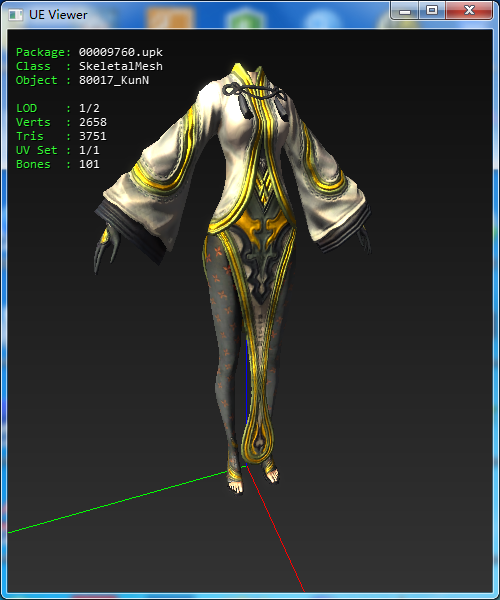 UE Viewer
Package: 00009760.upk
Class : SkeletalMesh
Object : 80017_KunN
LOD : 1/2
Verts : 2658
Tris : 3751
UV Set : 1/1
Bones : 101